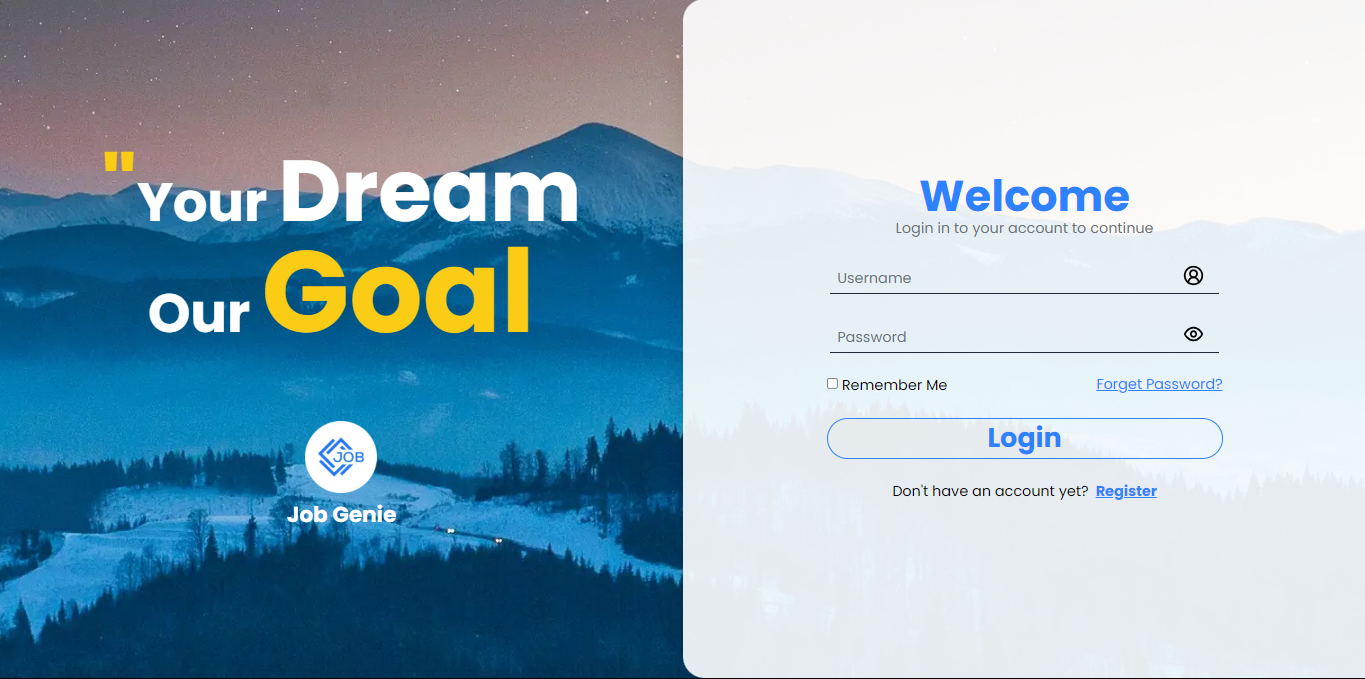 "Your Dream
Our Goal
JOB
Job Genie
Welcome
Login in to your account to continue
Username
Password
Remember Me Forget Password?
Login
Don't have an account yet? Register